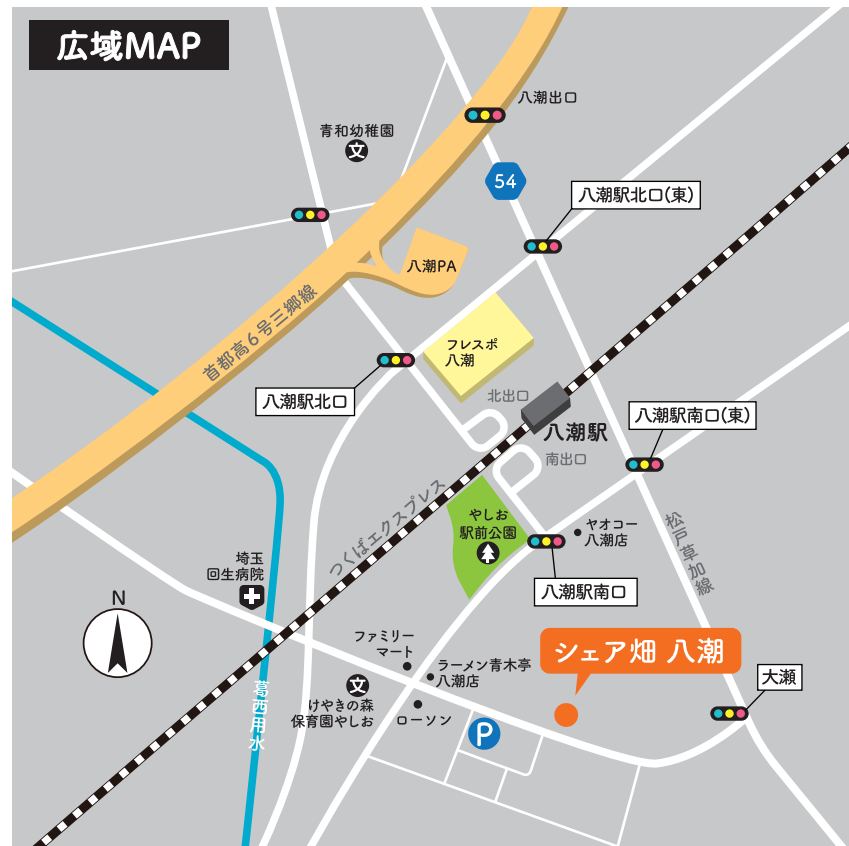 広域MAP
八潮出口
青和幼稚園
文
54
八潮駅北口(東)
八潮PA
首都高6号三郷線
フレスポ
八潮
八潮駅北口
北出口
八潮駅
八潮駅南口(東)
南出口
つくばエクスプレス
やしお
駅前公園
ヤオコー
八潮店
松戸草加線
埼玉
回生病院
八潮駅南口
N
ファミリー
マート
シェア畑 八潮
ラーメン青木亭
八潮店
大瀬
文
けやきの森
保育園やしお
ローソン
葛西用水
P